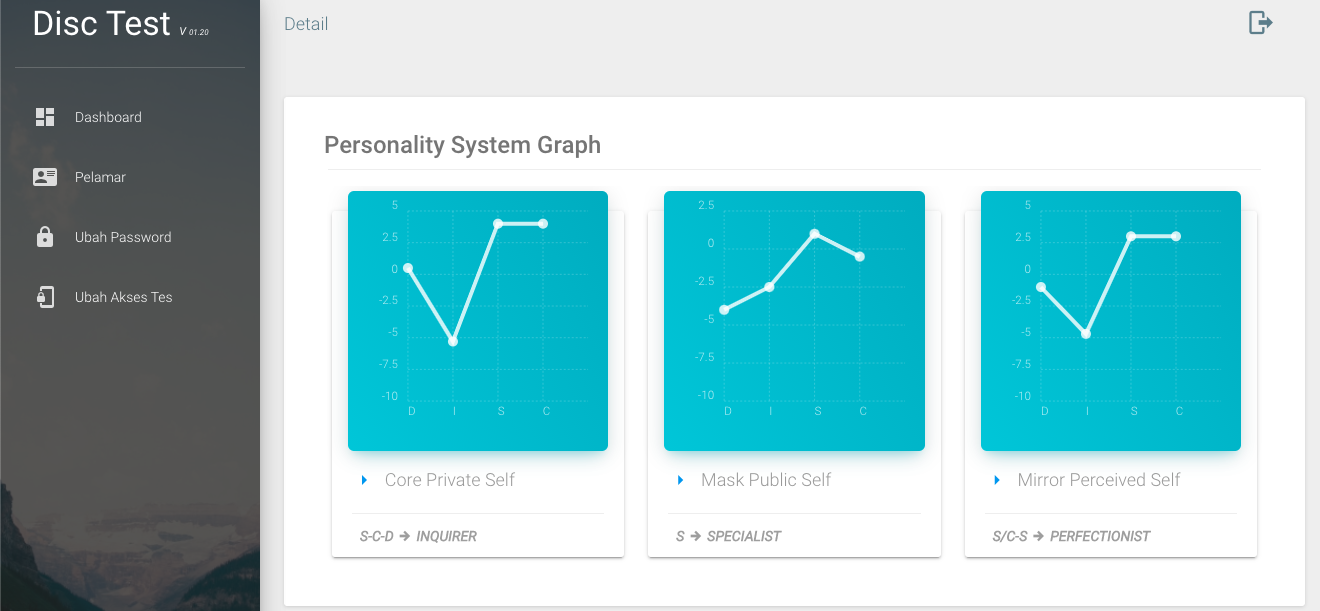 Disc Test V 01.20
Detail
Dashboard
Pelamar
Ubah Password
Ubah Akses Tes
Personality System Graph
5
2.5
0
-2.5
-5
-7.5
-10
D I S C
Core Private Self
S-C-D → INQUIRER
2.5
0
-2.5
-5
-7.5
-10
D I S C
Mask Public Self
S → SPECIALIST
5
2.5
0
-2.5
-5
-7.5
-10
D I S C
Mirror Perceived Self
S/C-S → PERFECTIONIST